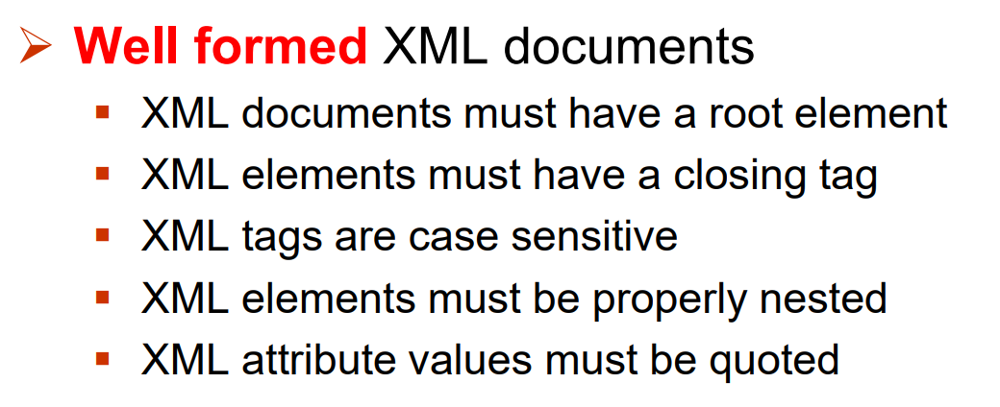 Well formed XML documents
XML documents must have a root element
XML elements must have a closing tag
XML tags are case sensitive
XML elements must be properly nested
XML attribute values must be quoted